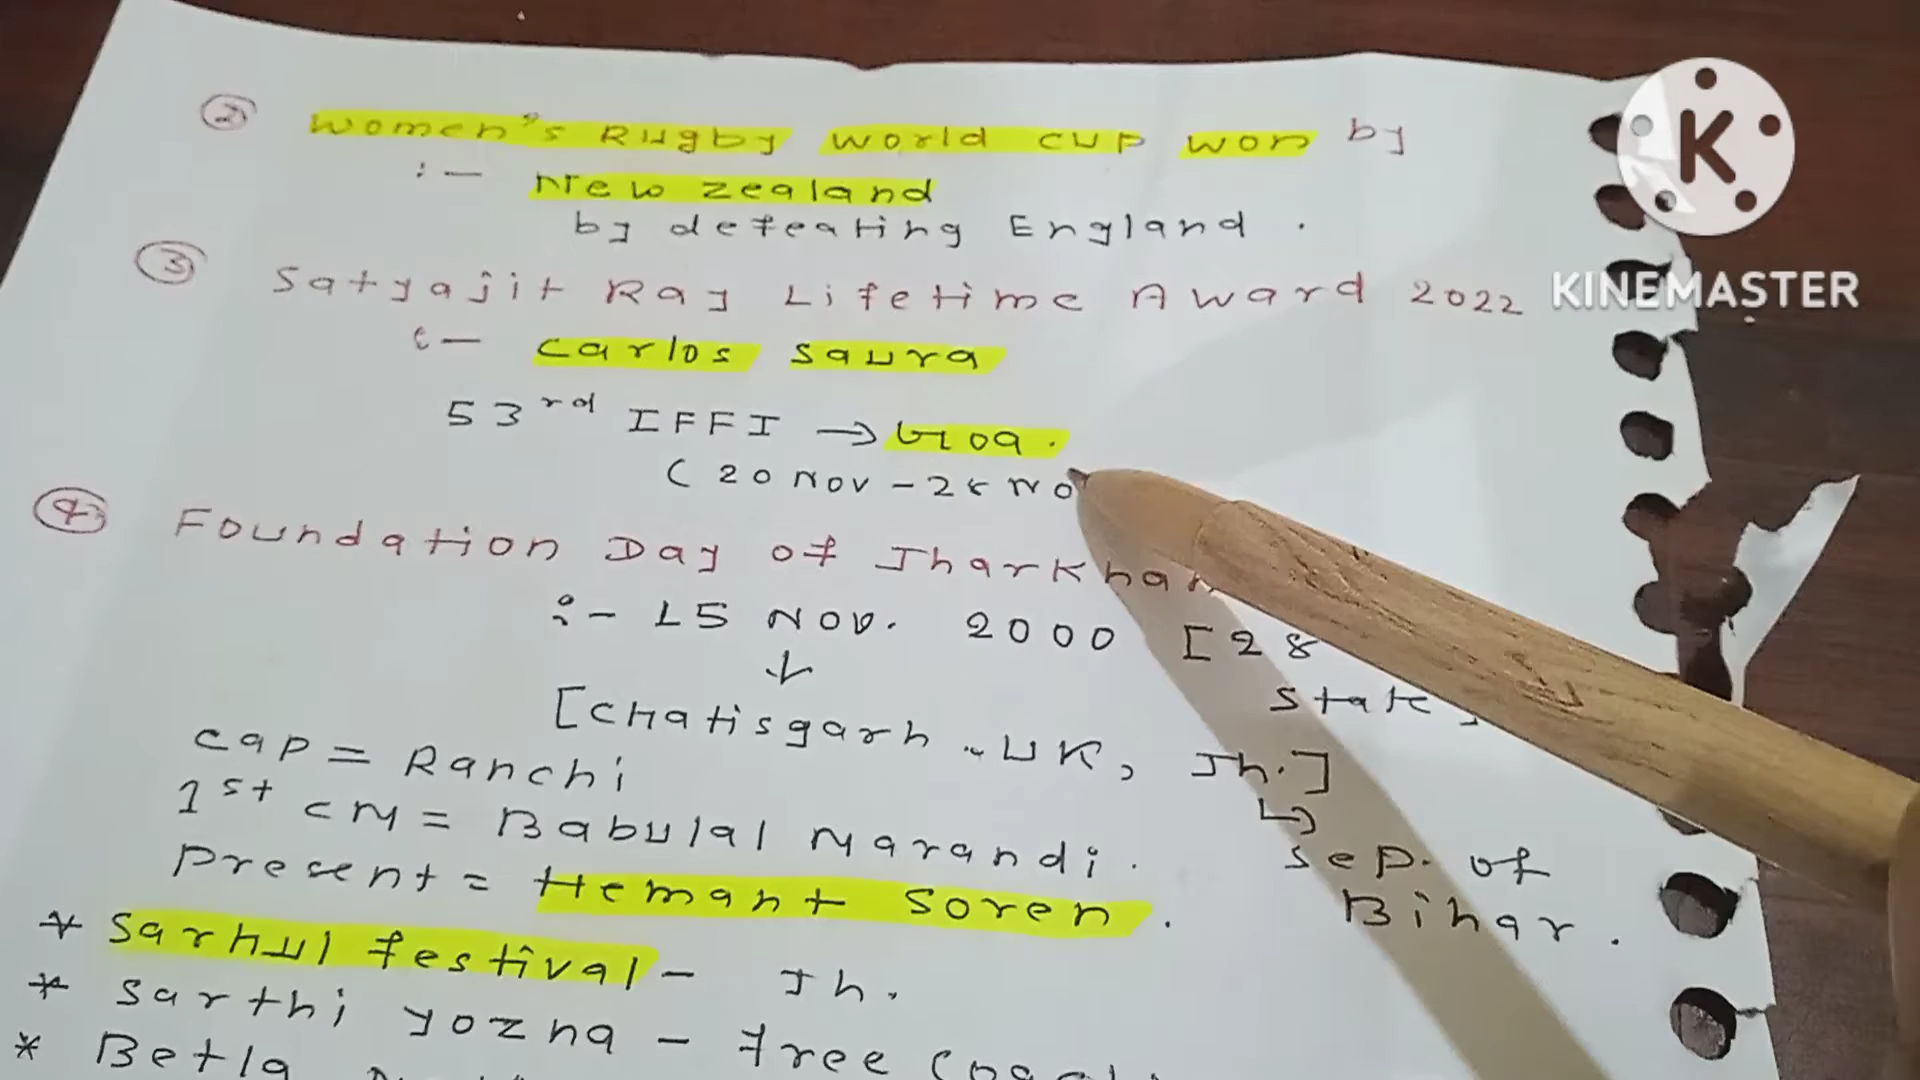 ② Women's Rugby World Cup won by
:- New Zealand
by defeating England.
③ Satyajit Ray Lifetime Award 2022
:- Carlos Saura
53rd IFFI → Goa.
(20 Nov - 28 No
④ Foundation Day of Jharkhan
:- 15 Nov. 2000 [28
State]
[CHatisgarh, UK, Jh.]
Cap = Ranchi
↳ Sep. of
Bihar.
1st CM = Babulal Marandi.
Present = Hemant Soren.
* Sarhul festival - Jh.
* Sarthi Yozna - Free
* Betla
K
KINEMASTER